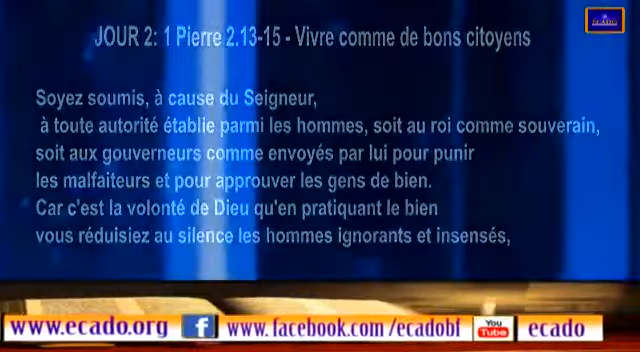 ECADO
JOUR 2: 1 Pierre 2.13-15 - Vivre comme de bons citoyens
Soyez soumis, à cause du Seigneur,
à toute autorité établie parmi les hommes, soit au roi comme souverain,
soit aux gouverneurs comme envoyés par lui pour punir
les malfaiteurs et pour approuver les gens de bien.
Car c'est la volonté de Dieu qu'en pratiquant le bien
vous réduisiez au silence les hommes ignorants et insensés,
www.ecado.org f www.facebook.com/ecadobf You Tube ecado